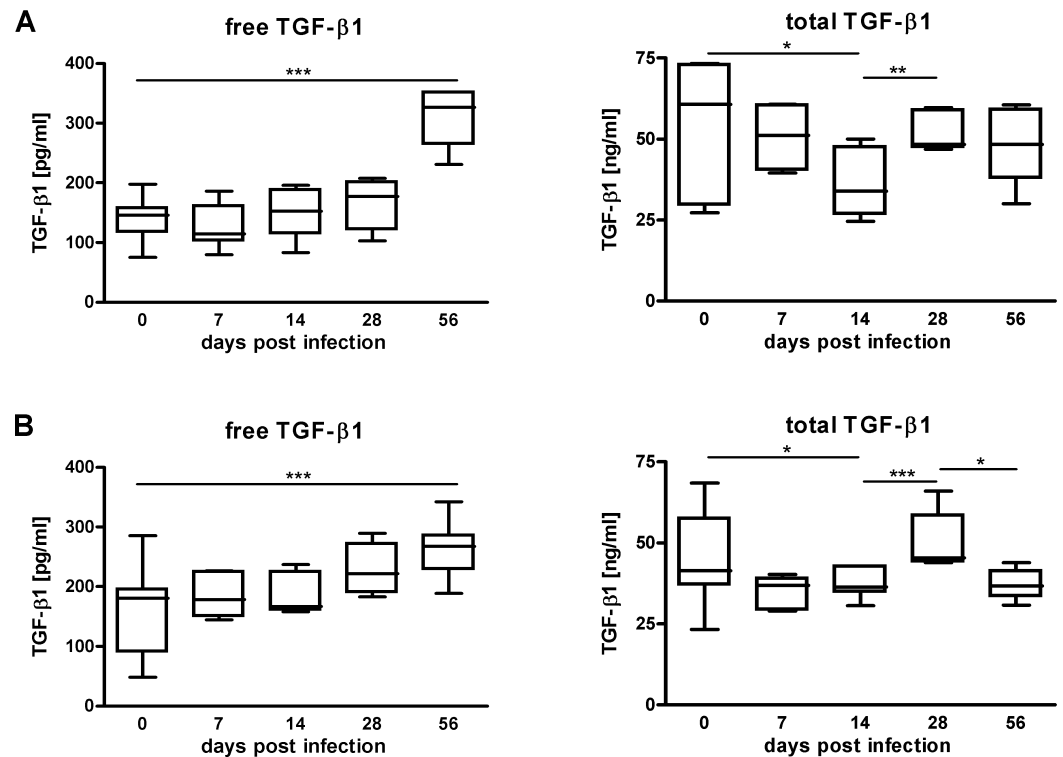 A
free TGF-β1
TGF-β1 [pg/ml]
400
300
200
100
0
***
0 7 14 28 56
days post infection
total TGF-β1
TGF-β1 [ng/ml]
75
50
25
0
*
**
0 7 14 28 56
days post infection
B
free TGF-β1
TGF-β1 [pg/ml]
400
300
200
100
0
***
0 7 14 28 56
days post infection
total TGF-β1
TGF-β1 [ng/ml]
75
50
25
0
*
***
*
0 7 14 28 56
days post infection